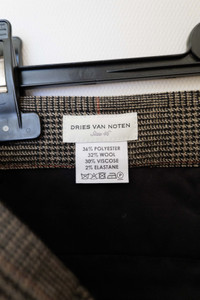 DRIES VAN NOTEN
36% POLYESTER
32% WOOL
30% VISCOSE
2% ELASTANE